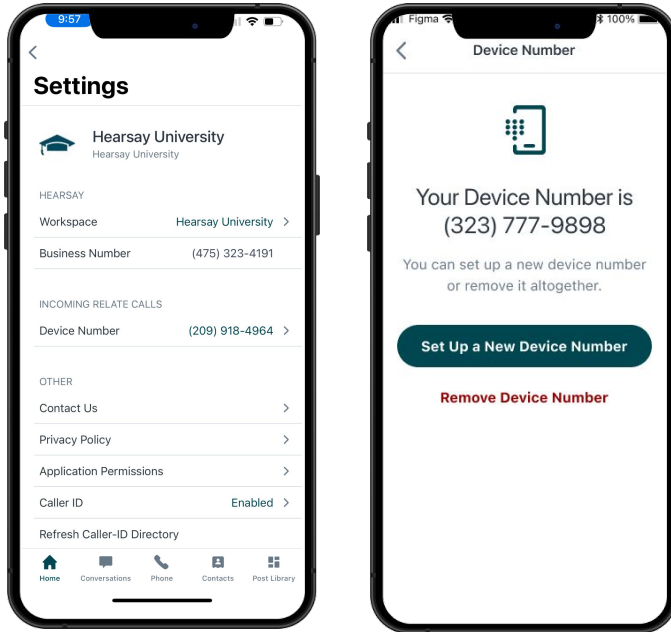 9:57
Settings
Hearsay University
Hearsay University
HEARSAY
Workspace Hearsay University
Business Number (475) 323-4191
INCOMING RELATE CALLS
Device Number (209) 918-4964
OTHER
Contact Us
Privacy Policy
Application Permissions
Caller ID Enabled
Refresh Caller-ID Directory
Home Conversations Phone Contacts Post Library
Figma 100%
Device Number
Your Device Number is
(323) 777-9898
You can set up a new device number
or remove it altogether.
Set Up a New Device Number
Remove Device Number